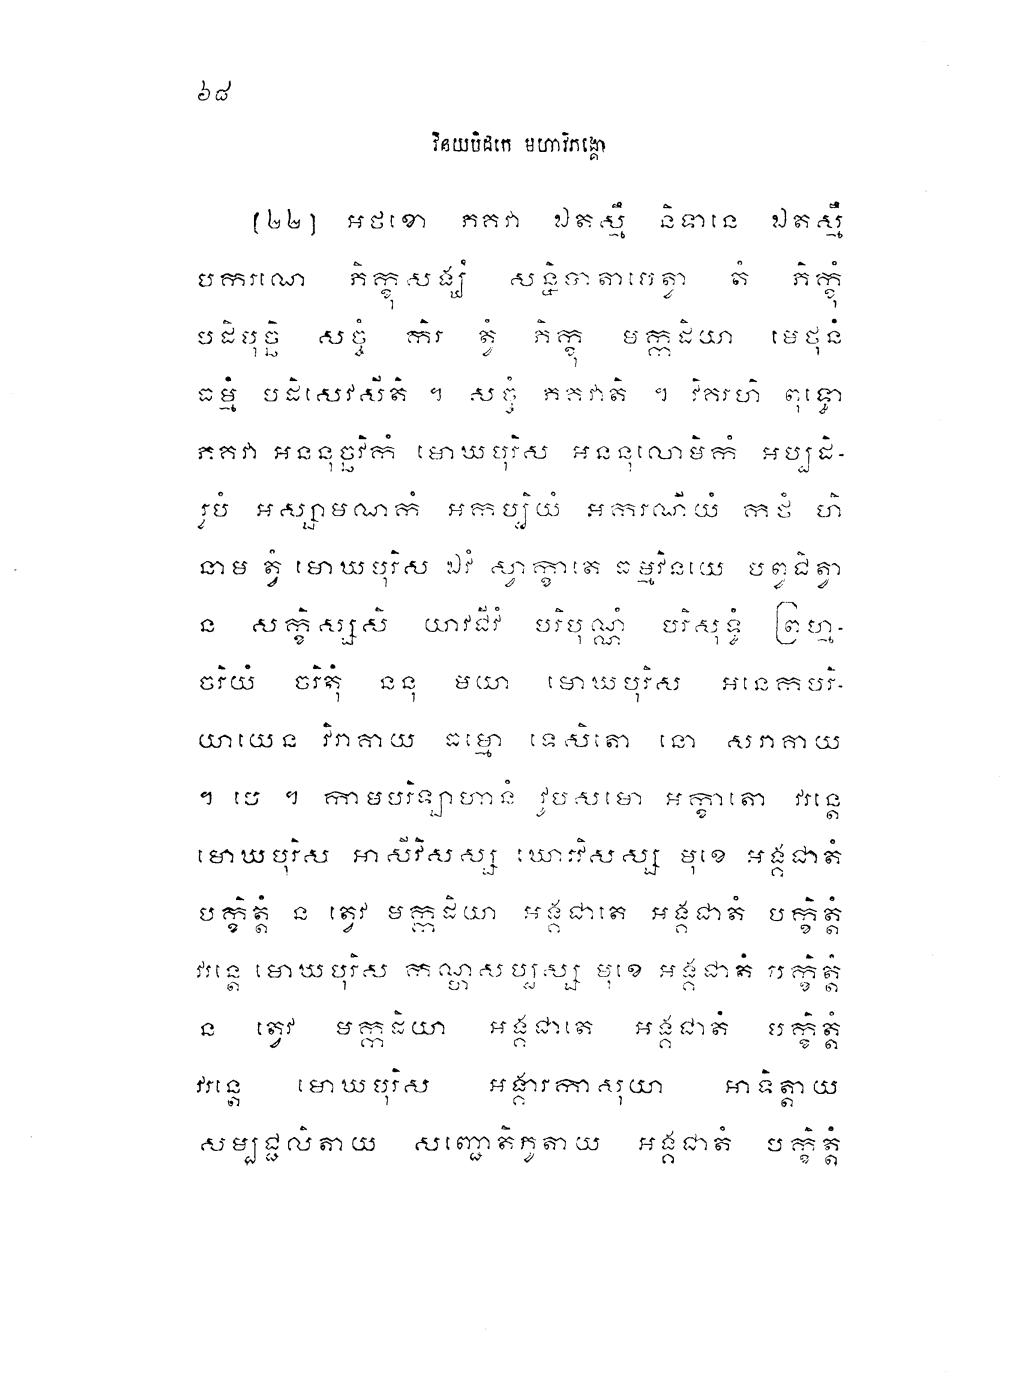 ៦៨
វិនយបិដកេ មហាវិភង្គោ
(២២) អថខោ ភគវា ឯតស្មឹ និទានេ ឯតស្មឹ
បករណេ ភិក្ខុសង្ឃំ សន្និបាតាបេត្វា តំ ភិក្ខុំ
បដិបុច្ឆិ សច្ចំ កិរ ត្វំ ភិក្ខុ មក្កដិយា មេថុនំ
ធម្មំ បដិសេវសីតិ ។ សច្ចំ ភគវាតិ ។ វិគរហិ ពុទ្ធោ
ភគវា អននុច្ឆវិកំ មោឃបុរិស អននុលោមិកំ អប្បដិ-
រូបំ អស្សាមណកំ អកប្បិយំ អករណីយំ កថំ ហិ
នាម ត្វំ មោឃបុរិស ឯវំ ស្វាក្ខាតេ ធម្មវិនយេ បព្វជិត្វា
ន សក្ខិស្សសិ យាវជីវំ បរិបុណ្ណំ បរិសុទ្ធំ ព្រហ្ម-
ចរិយំ ចរិតុំ ននុ មយា មោឃបុរិស អនេកបរិ-
យាយេន វិរាគាយ ធម្មោ ទេសិតោ នោ សរាគាយ
។ បេ ។ កាមបរិឡាហានំ វូបសមោ អក្ខាតោ វរន្តេ
មោឃបុរិស អាសីវិសស្ស ឃោរវិសស្ស មុខេ អង្គជាតំ
បក្ខិត្តំ ន ត្វេវ មក្កដិយា អង្គជាតេ អង្គជាតំ បក្ខិត្តំ
វរន្តេ មោឃបុរិស កណ្ហសប្បស្ស មុខេ អង្គជាតំ បក្ខិត្តំ
ន ត្វេវ មក្កដិយា អង្គជាតេ អង្គជាតំ បក្ខិត្តំ
វរន្តេ មោឃបុរិស អង្គារកាសុយា អាទិត្តាយ
សម្បជ្ជលិតាយ សញ្ជោតិភូតាយ អង្គជាតំ បក្ខិត្តំ